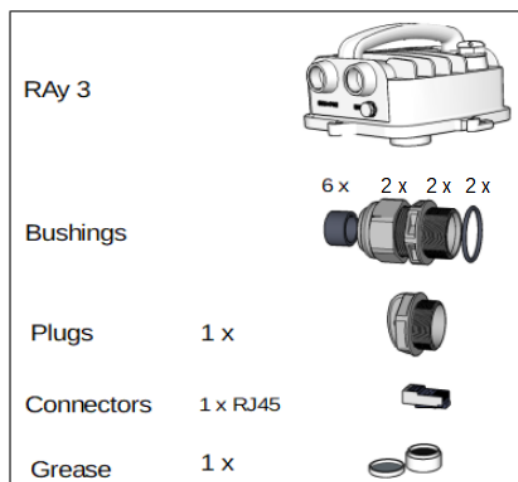 RAy 3
6 x 2 x 2 x 2 x
Bushings
Plugs 1 x
Connectors 1 x RJ45
Grease 1 x